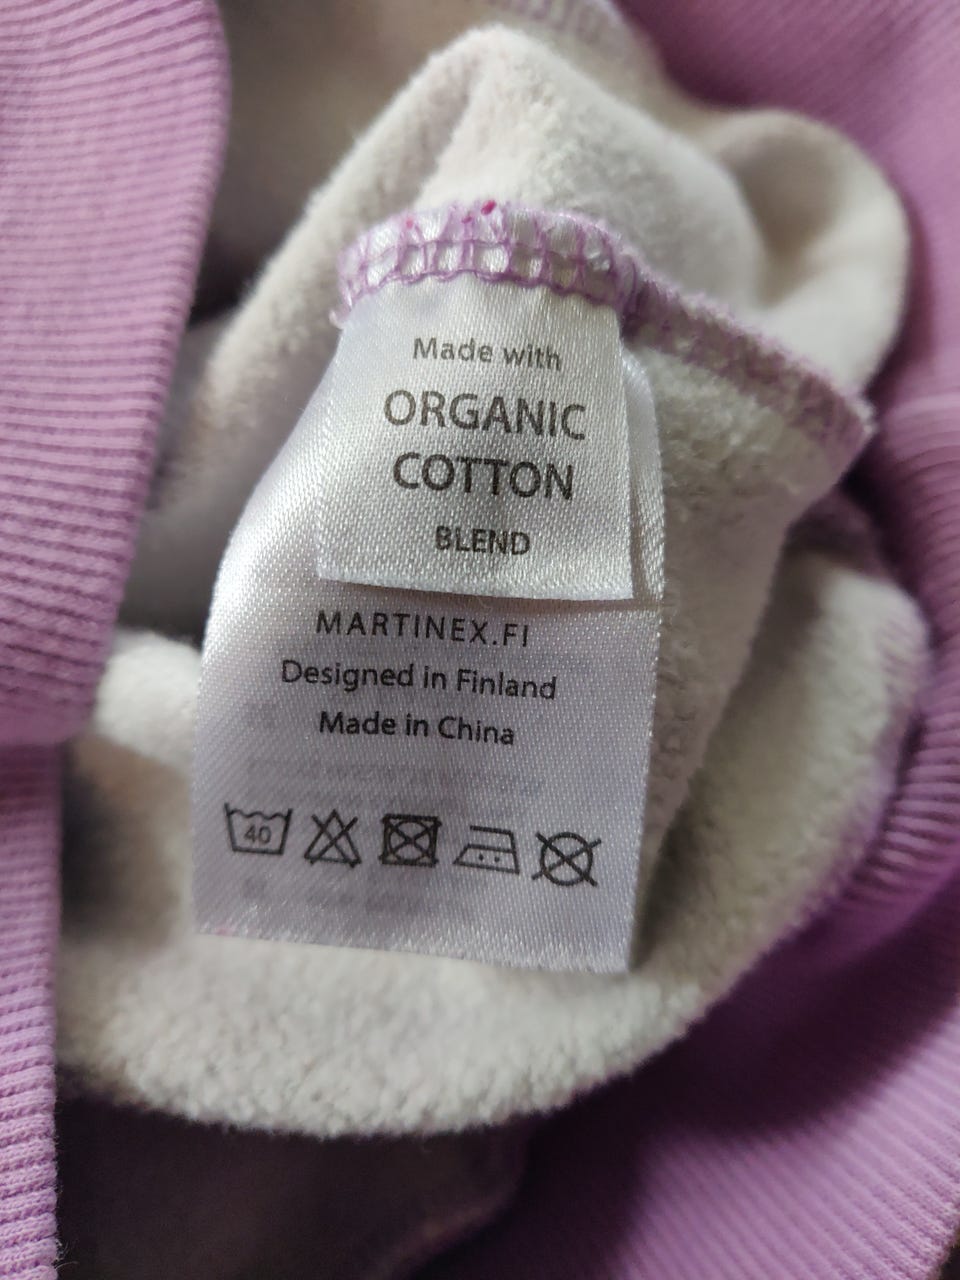 Made with
ORGANIC
COTTON
BLEND
MARTINEX.FI
Designed in Finland
Made in China
40